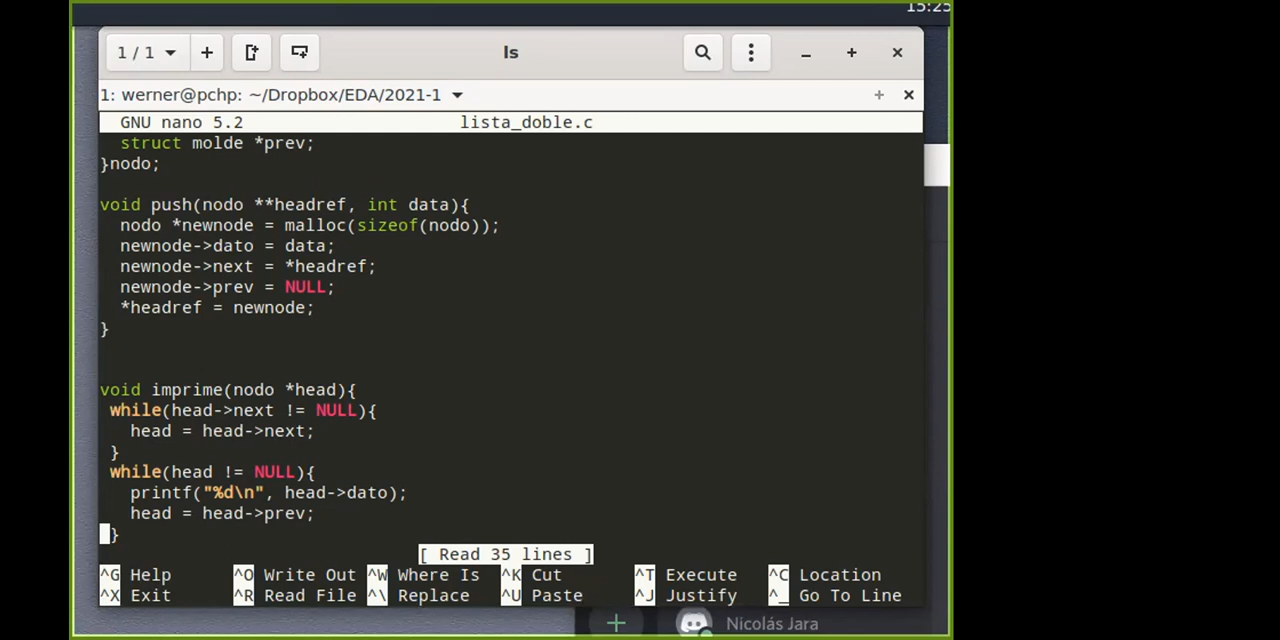 15:25
1 / 1
ls
1: werner@pchp: ~/Dropbox/EDA/2021-1
GNU nano 5.2 lista_doble.c
struct molde *prev;
}nodo;
void push(nodo **headref, int data){
nodo *newnode = malloc(sizeof(nodo));
newnode->dato = data;
newnode->next = *headref;
newnode->prev = NULL;
*headref = newnode;
}
void imprime(nodo *head){
while(head->next != NULL){
head = head->next;
}
while(head != NULL){
printf("%d\n", head->dato);
head = head->prev;
}
[ Read 35 lines ]
^G Help ^O Write Out ^W Where Is ^K Cut ^T Execute ^C Location
^X Exit ^R Read File ^\ Replace ^U Paste ^J Justify ^_ Go To Line
Nicolás Jara